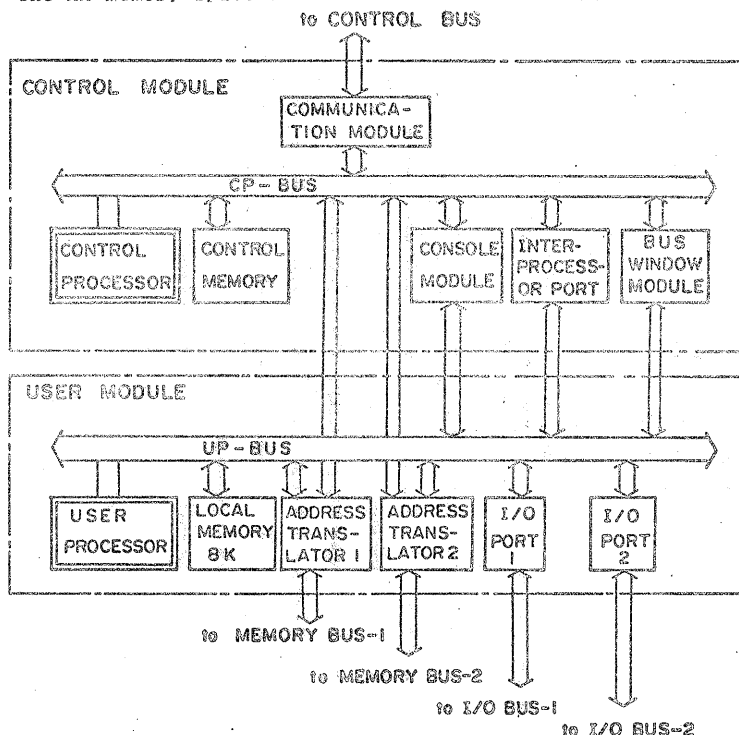 to CONTROL BUS
CONTROL MODULE
COMMUNICA-
TION MODULE
CP-BUS
CONTROL
PROCESSOR
CONTROL
MEMORY
CONSOLE
MODULE
INTER-
PROCESS-
OR PORT
BUS
WINDOW
MODULE
USER MODULE
UP-BUS
USER
PROCESSOR
LOCAL
MEMORY
8K
ADDRESS
TRANS-
LATOR 1
ADDRESS
TRANS-
LATOR 2
I/O
PORT
1
I/O
PORT
2
to MEMORY BUS-1
to MEMORY BUS-2
to I/O BUS-1
to I/O BUS-2